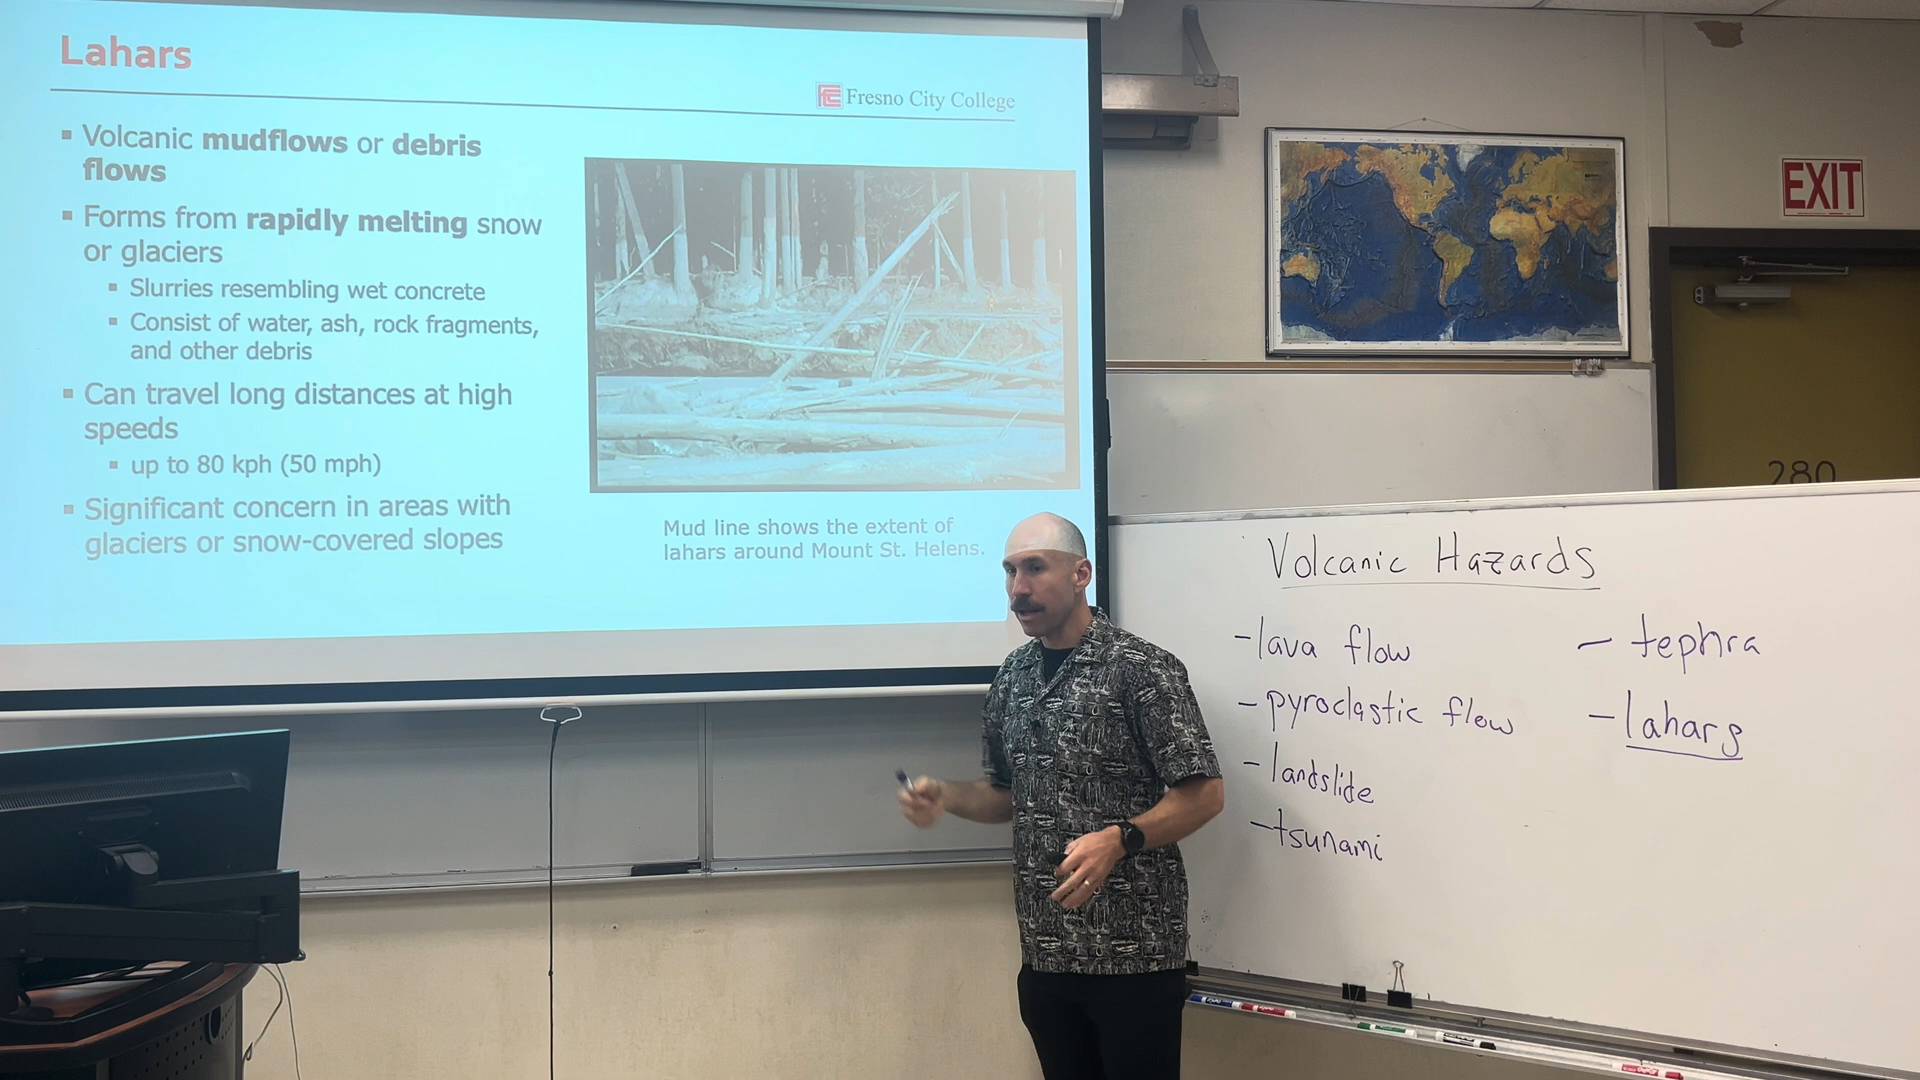 Lahars
Fresno City College
▪ Volcanic mudflows or debris
flows
▪ Forms from rapidly melting snow
or glaciers
▪ Slurries resembling wet concrete
▪ Consist of water, ash, rock fragments,
and other debris
▪ Can travel long distances at high
speeds
▪ up to 80 kph (50 mph)
▪ Significant concern in areas with
glaciers or snow-covered slopes
Mud line shows the extent of
lahars around Mount St. Helens.
EXIT
280
Volcanic Hazards
- lava flow
- pyroclastic flow
- landslide
- tsunami
- tephra
- lahars